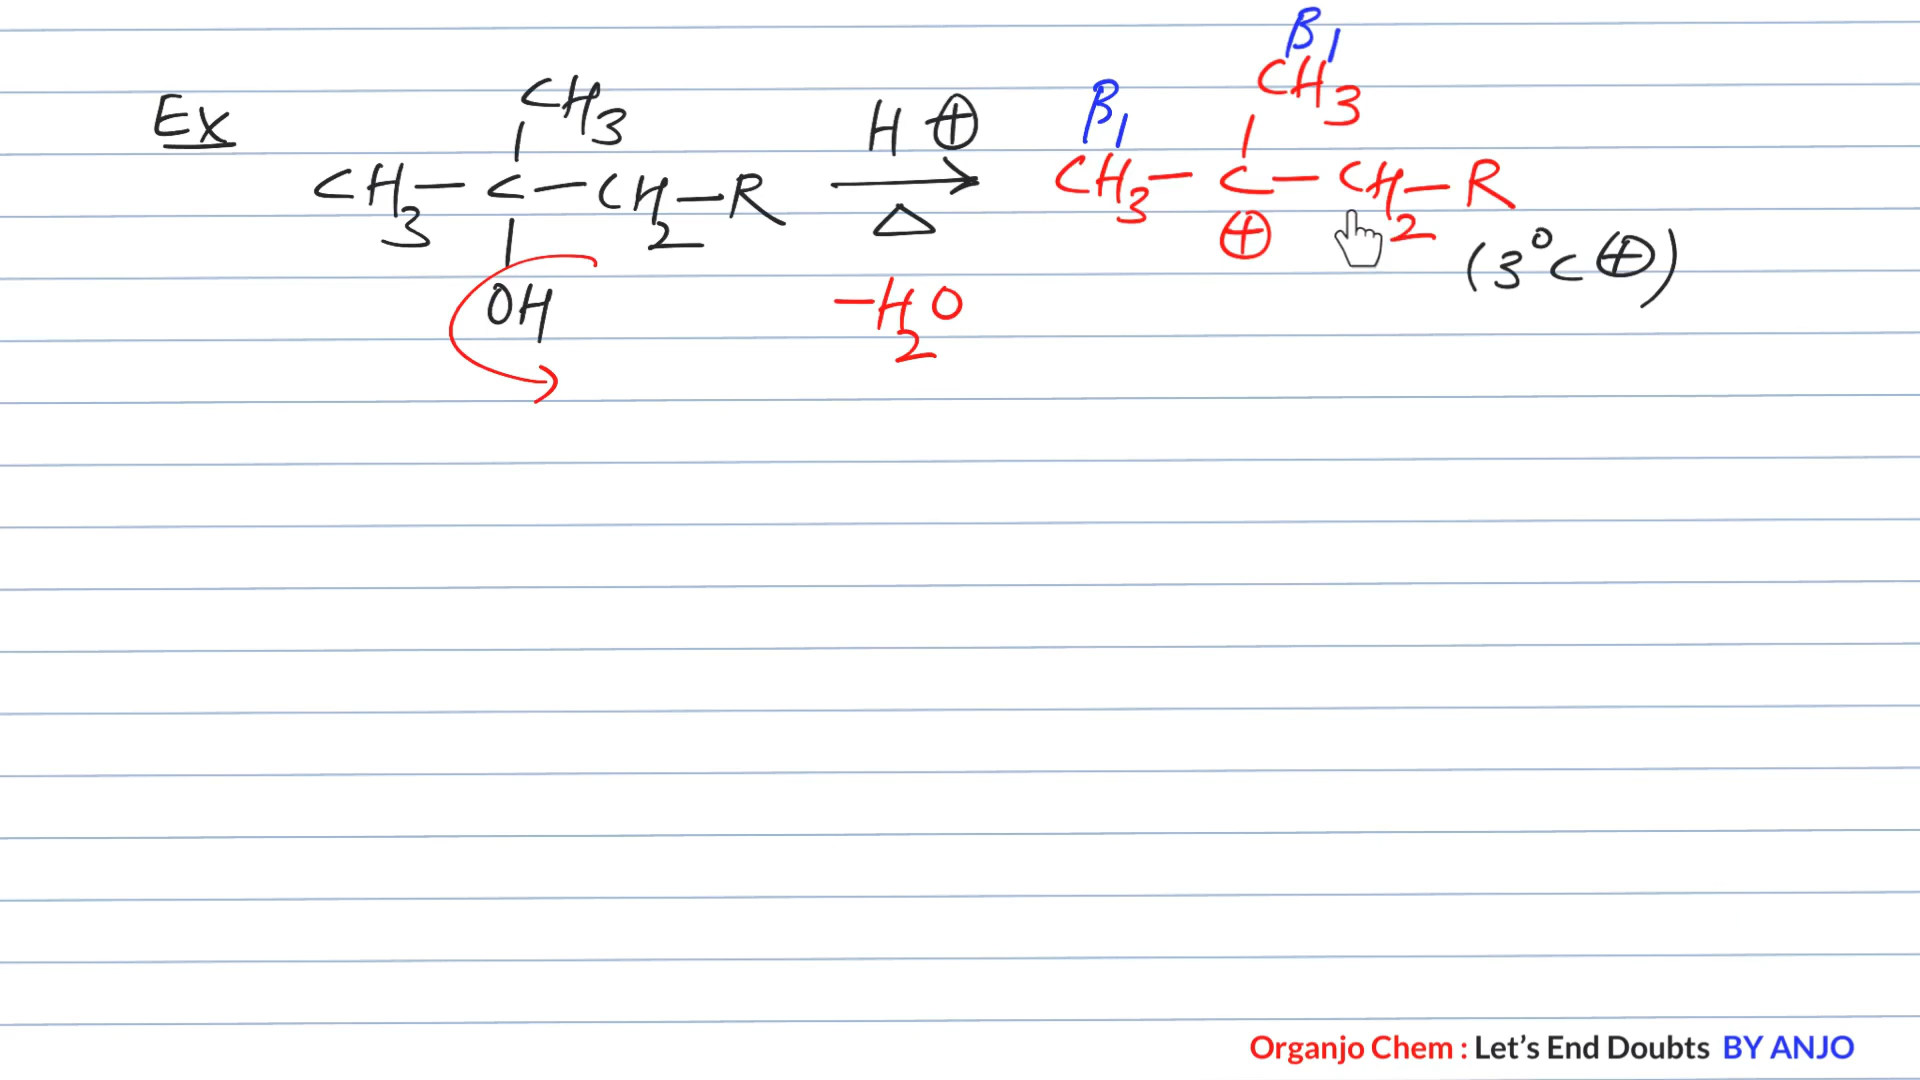 β1
CH3
Ex CH3 H⊕ β1
CH3–C–CH2–R → CH3–C–CH2–R
△ ⊕ (3°C⊕)
OH –H2O
Organjo Chem : Let's End Doubts BY ANJO